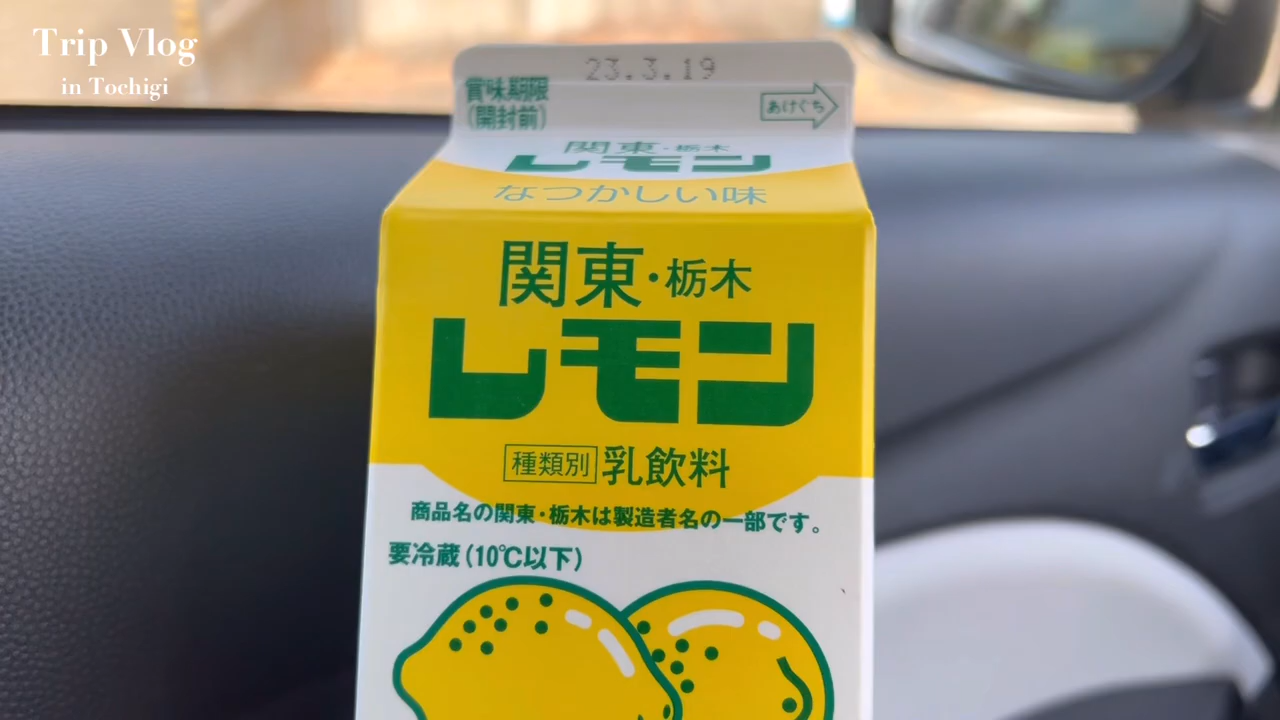 Trip Vlog
in Tochigi
23.3.19
賞味期限
(開封前)
あけぐち
関東・栃木
レモン
なつかしい味
関東・栃木
レモン
種類別 乳飲料
商品名の関東・栃木は製造者名の一部です。
要冷蔵(10℃以下)